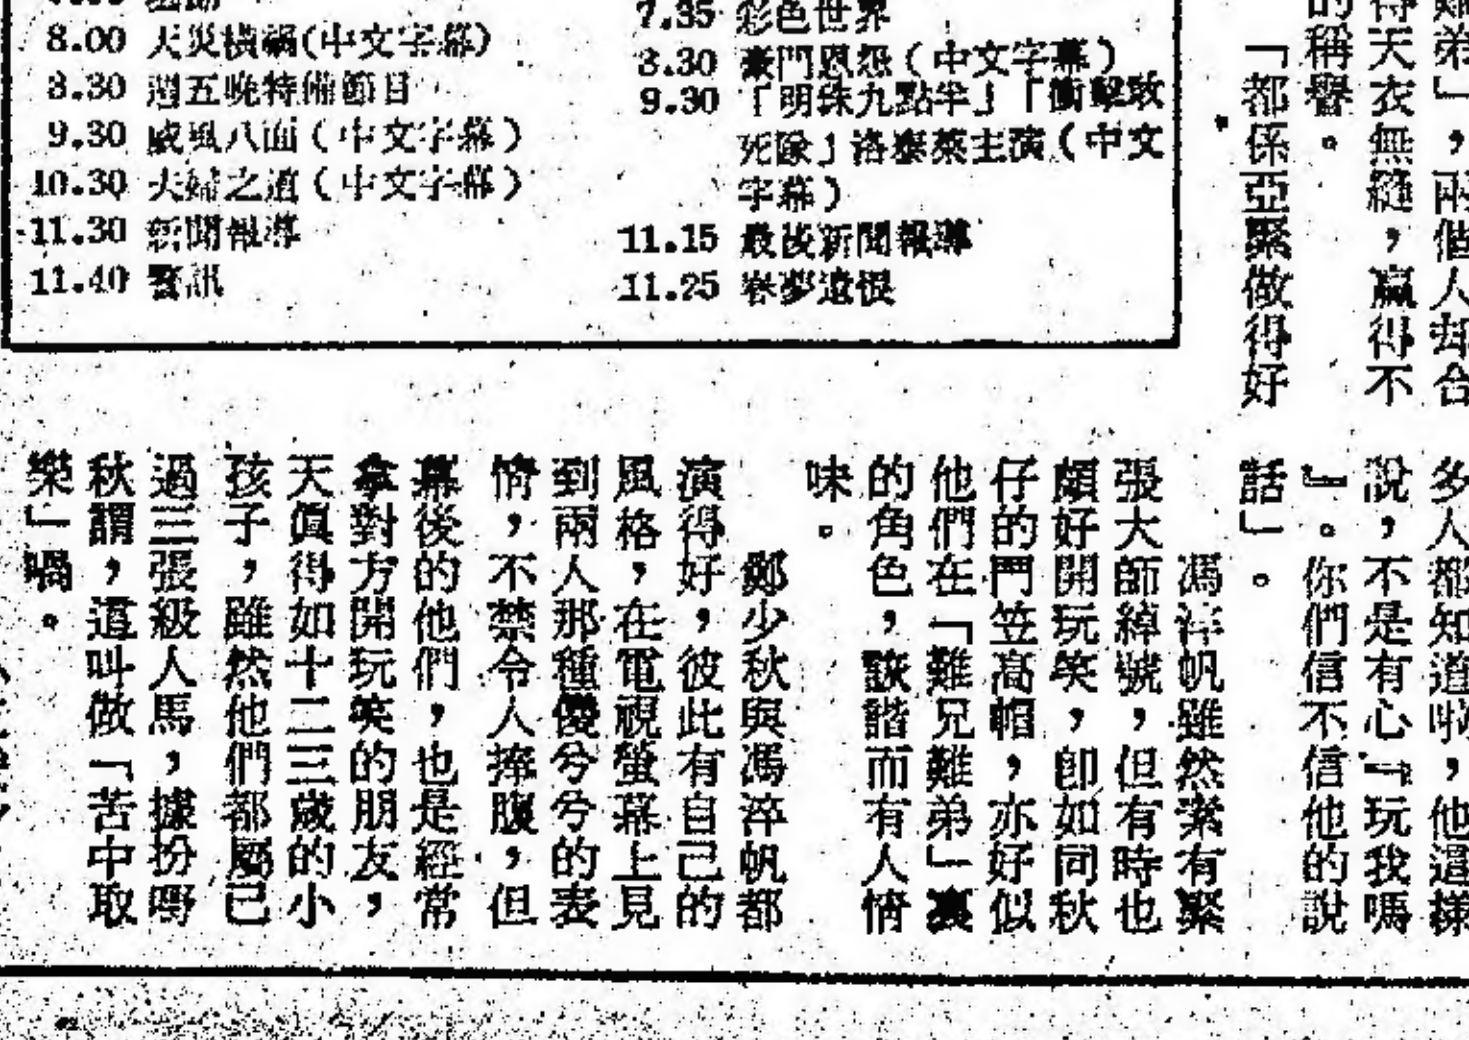 8.00 天災橫禍(中文字幕)
8.30 週五晚特備節目
9.30 威風八面(中文字幕)
10.30 夫婦之道(中文字幕)
11.30 新聞報導
11.40 警訊
7.35 彩色世界
8.30 豪門恩怨(中文字幕)
9.30 「明珠九點半」「衝擊敢
死隊」洛泰萊主演(中文
字幕)
11.15 最後新聞報導
11.25 春夢遺恨
難弟」,兩個人却合
得天衣無縫,贏得不
的稱譽。
「都係亞緊做得好
多人都知道啦,他這樣
說,不是有心『玩我嗎
』。你們信不信他的說
話」。
馮淬帆雖然素有緊
張大師綽號,但有時也
頗好開玩笑,卽如同秋
仔的鬥笠高帽,亦好似
他們在「難兄難弟」裏
的角色,詼諧而有人情
味。
鄭少秋與馮淬帆都
演得好,彼此有自己的
風格,在電視螢幕上見
到兩人那種傻兮兮的表
情,不禁令人捧腹,但
幕後的他們,也是經常
拿對方開玩笑的朋友,
天眞得如十二三歲的小
孩子,雖然他們都屬已
過三張級人馬,據扮嘢
秋謂,道叫做「苦中取
樂」喎。